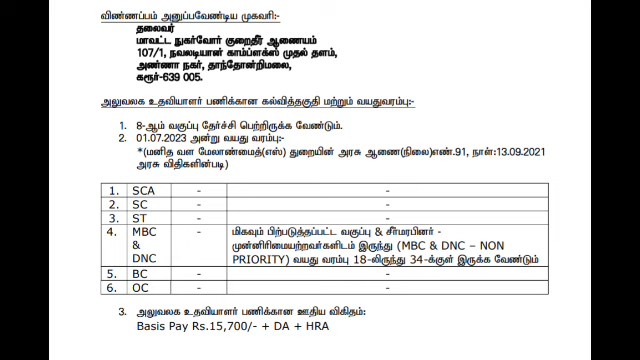 விண்ணப்பம் அனுப்பவேண்டிய முகவரி:-
தலைவர்
மாவட்ட நுகர்வோர் குறைதீர் ஆணையம்
107/1, நவலடியான் காம்ப்ளக்ஸ் முதல் தளம்,
அண்ணா நகர், தாந்தோன்றிமலை,
கரூர்-639 005.
அலுவலக உதவியாளர் பணிக்கான கல்வித்தகுதி மற்றும் வயதுவரம்பு:-
1. 8-ஆம் வகுப்பு தேர்ச்சி பெற்றிருக்க வேண்டும்.
2. 01.07.2023 அன்று வயது வரம்பு:-
*(மனித வள மேலாண்மைத்(எஸ்) துறையின் அரசு ஆணை(நிலை)எண்.91, நாள்:13.09.2021
அரசு விதிகளின்படி)
1. SCA - -
2. SC - -
3. ST - -
4. MBC & DNC - மிகவும் பிற்படுத்தப்பட்ட வகுப்பு & சீர்மரபினர் -
முன்னிரிமையற்றவர்களிடம் இருந்து (MBC & DNC – NON
PRIORITY) வயது வரம்பு 18-லிருந்து 34-க்குள் இருக்க வேண்டும்
5. BC - -
6. OC - -
3. அலுவலக உதவியாளர் பணிக்கான ஊதிய விகிதம்:
Basis Pay Rs.15,700/- + DA + HRA